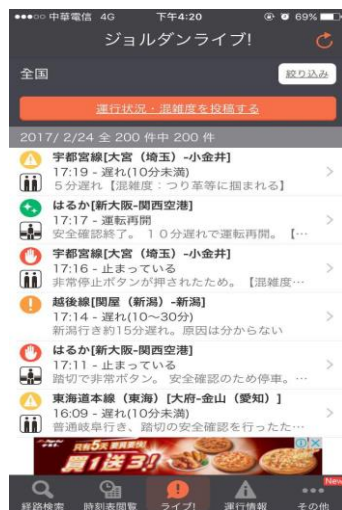 中華電信 4G 下午4:20 69%
ジョルダンライブ!
全国 絞り込み
運行状況・混雑度を投稿する
2017/ 2/24 全 200 件中 200 件
宇都宮線[大宮（埼玉）-小金井]
17:19 - 遅れ(10分未満)
５分遅れ【混雑度：つり革等に掴まれる】
はるか[新大阪-関西空港]
17:17 - 運転再開
安全確認終了。 １０分遅れで運転再開。【…
宇都宮線[大宮（埼玉）-小金井]
17:16 - 止まっている
非常停止ボタンが押されたため。【混雑度…
越後線[関屋（新潟）-新潟]
17:14 - 遅れ(10〜30分)
新潟行き約15分遅れ。原因は分からない
はるか[新大阪-関西空港]
17:11 - 止まっている
踏切で非常ボタン。 安全確認のため停車。…
東海道本線（東海）[大府-金山（愛知）]
16:09 - 遅れ(10分未満)
普通岐阜行き、踏切の安全確認を行ったた…
只有5天
買1送3
New
経路検索 時刻表閲覧 ライブ! 運行情報 その他